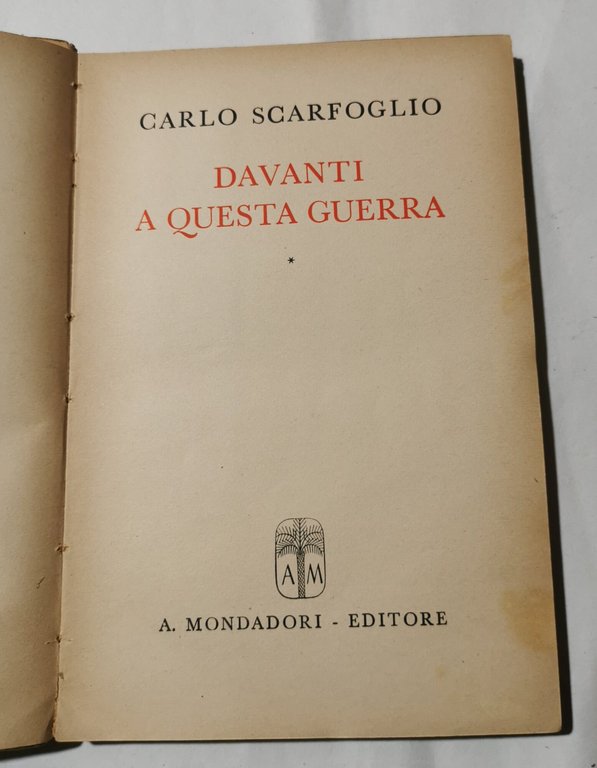 CARLO SCARFOGLIO
DAVANTI
A QUESTA GUERRA
*
A M
A. MONDADORI - EDITORE